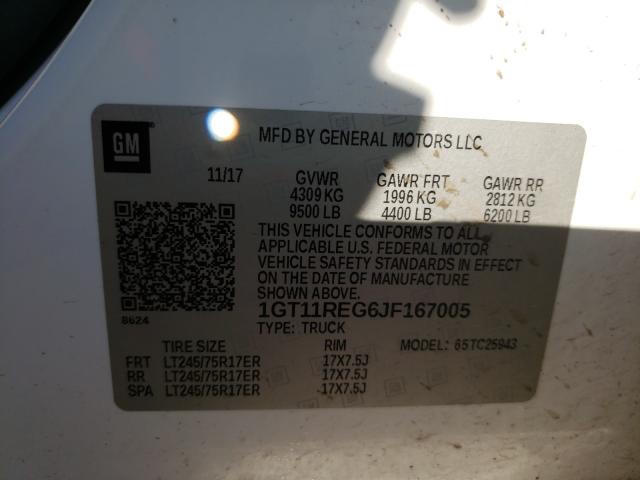 GM
MFD BY GENERAL MOTORS LLC
11/17 GVWR GAWR FRT GAWR RR
4309 KG 1996 KG 2812 KG
9500 LB 4400 LB 6200 LB
THIS VEHICLE CONFORMS TO ALL
APPLICABLE U.S. FEDERAL MOTOR
VEHICLE SAFETY STANDARDS IN EFFECT
ON THE DATE OF MANUFACTURE
SHOWN ABOVE.
8624
1GT11REG6JF167005
TYPE: TRUCK
TIRE SIZE RIM MODEL: 65TC25943
FRT LT245/75R17ER 17X7.5J
RR LT245/75R17ER 17X7.5J
SPA LT245/75R17ER 17X7.5J